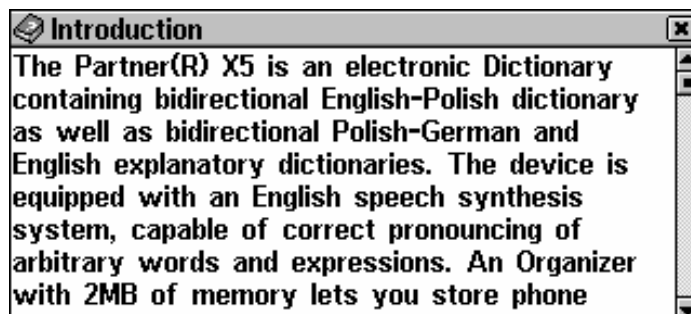 Introduction
The Partner(R) X5 is an electronic Dictionary
containing bidirectional English-Polish dictionary
as well as bidirectional Polish-German and
English explanatory dictionaries. The device is
equipped with an English speech synthesis
system, capable of correct pronouncing of
arbitrary words and expressions. An Organizer
with 2MB of memory lets you store phone